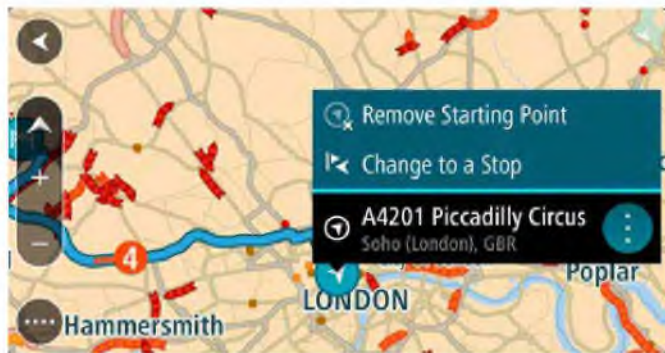 Remove Starting Point
Change to a Stop
A4201 Piccadilly Circus
Soho (London), GBR
4
Poplar
LONDON
Hammersmith